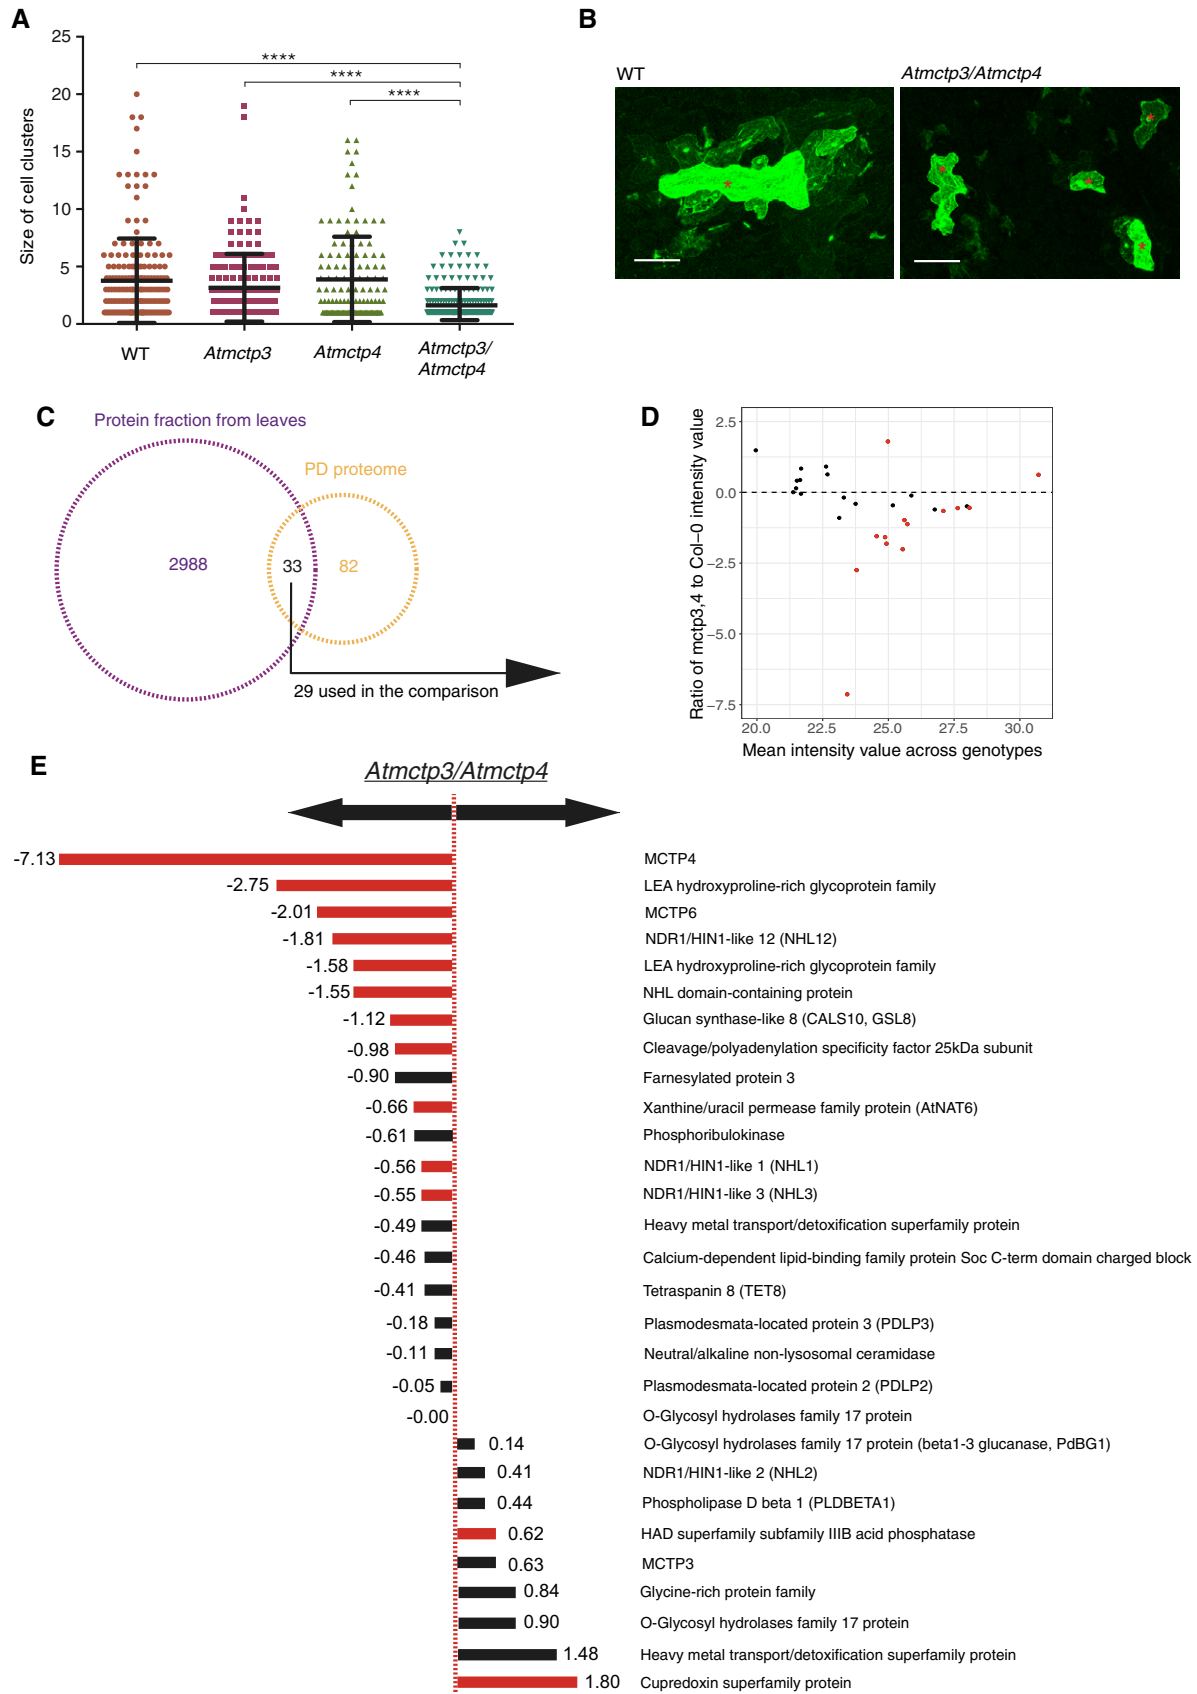 A
25
20
15
10
5
0
Size of cell clusters
****
****
****
WT
Atmctp3
Atmctp4
Atmctp3/
Atmctp4
B
WT
Atmctp3/Atmctp4
*
*
*
*
*
C
Protein fraction from leaves
PD proteome
2988
33
82
29 used in the comparison
D
Ratio of mctp3,4 to Col−0 intensity value
2.5
0.0
−2.5
−5.0
−7.5
20.0
22.5
25.0
27.5
30.0
Mean intensity value across genotypes
E
Atmctp3/Atmctp4
-7.13 MCTP4
-2.75 LEA hydroxyproline-rich glycoprotein family
-2.01 MCTP6
-1.81 NDR1/HIN1-like 12 (NHL12)
-1.58 LEA hydroxyproline-rich glycoprotein family
-1.55 NHL domain-containing protein
-1.12 Glucan synthase-like 8 (CALS10, GSL8)
-0.98 Cleavage/polyadenylation specificity factor 25kDa subunit
-0.90 Farnesylated protein 3
-0.66 Xanthine/uracil permease family protein (AtNAT6)
-0.61 Phosphoribulokinase
-0.56 NDR1/HIN1-like 1 (NHL1)
-0.55 NDR1/HIN1-like 3 (NHL3)
-0.49 Heavy metal transport/detoxification superfamily protein
-0.46 Calcium-dependent lipid-binding family protein Soc C-term domain charged block
-0.41 Tetraspanin 8 (TET8)
-0.18 Plasmodesmata-located protein 3 (PDLP3)
-0.11 Neutral/alkaline non-lysosomal ceramidase
-0.05 Plasmodesmata-located protein 2 (PDLP2)
-0.00 O-Glycosyl hydrolases family 17 protein
0.14 O-Glycosyl hydrolases family 17 protein (beta1-3 glucanase, PdBG1)
0.41 NDR1/HIN1-like 2 (NHL2)
0.44 Phospholipase D beta 1 (PLDBETA1)
0.62 HAD superfamily subfamily IIIB acid phosphatase
0.63 MCTP3
0.84 Glycine-rich protein family
0.90 O-Glycosyl hydrolases family 17 protein
1.48 Heavy metal transport/detoxification superfamily protein
1.80 Cupredoxin superfamily protein